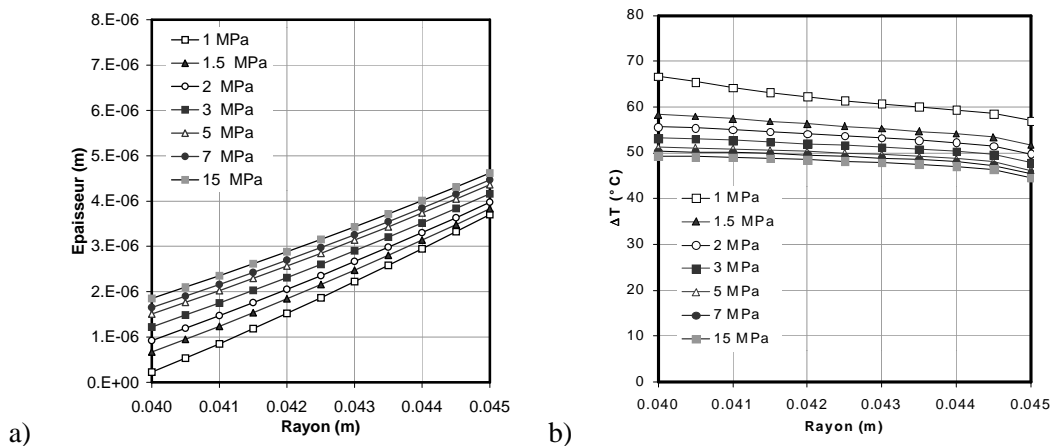 8.E-06
7.E-06
6.E-06
5.E-06
4.E-06
3.E-06
2.E-06
1.E-06
0.E+00
Epaisseur (m)
1 MPa
1.5 MPa
2 MPa
3 MPa
5 MPa
7 MPa
15 MPa
0.040 0.041 0.042 0.043 0.044 0.045
Rayon (m)
a)
80
70
60
50
40
30
20
10
0
ΔT (° C)
1 MPa
1.5 MPa
2 MPa
3 MPa
5 MPa
7 MPa
15 MPa
0.040 0.041 0.042 0.043 0.044 0.045
Rayon (m)
b)